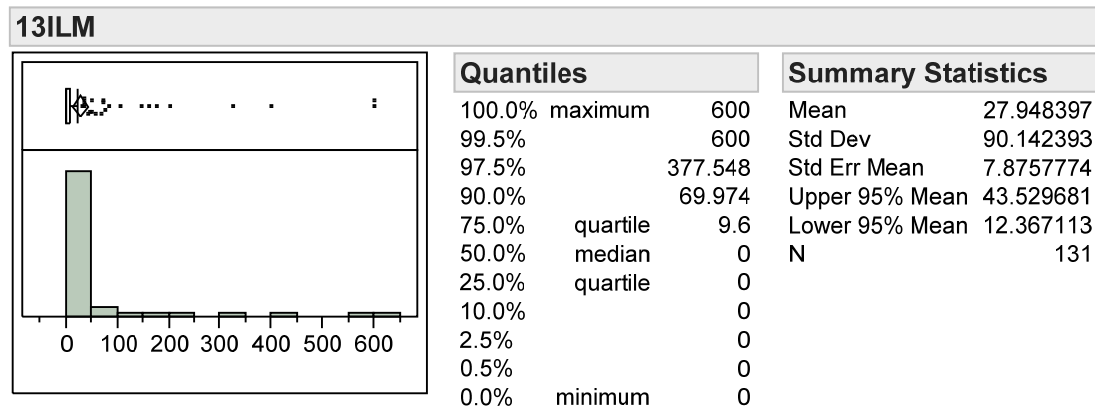 13ILM
0 100 200 300 400 500 600
Quantiles
100.0% maximum 600
99.5% 600
97.5% 377.548
90.0% 69.974
75.0% quartile 9.6
50.0% median 0
25.0% quartile 0
10.0% 0
2.5% 0
0.5% 0
0.0% minimum 0
Summary Statistics
Mean 27.948397
Std Dev 90.142393
Std Err Mean 7.8757774
Upper 95% Mean 43.529681
Lower 95% Mean 12.367113
N 131